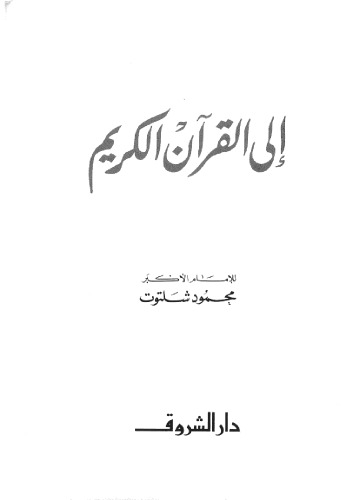 إلى القرآن الكريم
للإمام الأكبر
محمود شلتوت
دار الشروق